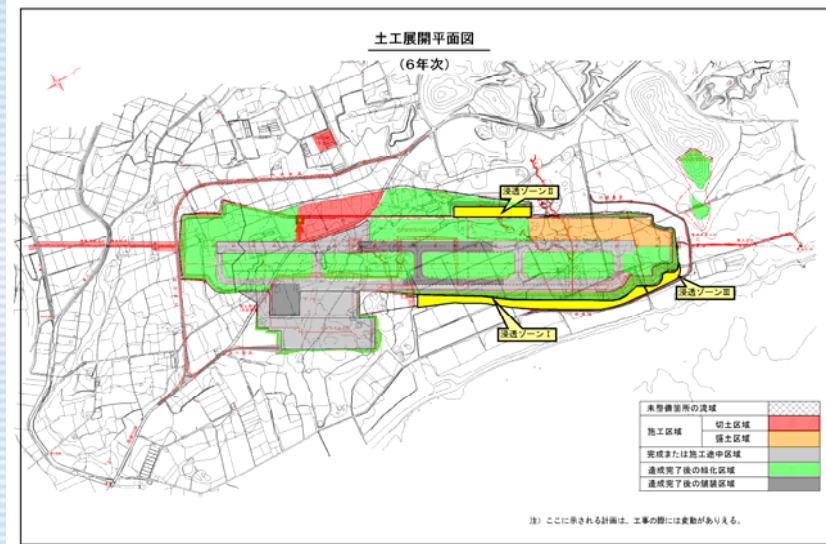 土工展開平面図
(6年次)
浸透ゾーンⅡ
浸透ゾーンⅢ
浸透ゾーンⅠ
未整備箇所の流域
施工区域
切土区域
盛土区域
完成または施工途中区域
造成完了後の緑化区域
造成完了後の舗装区域
注) ここに示される計画は、工事の際には変動がありえる。